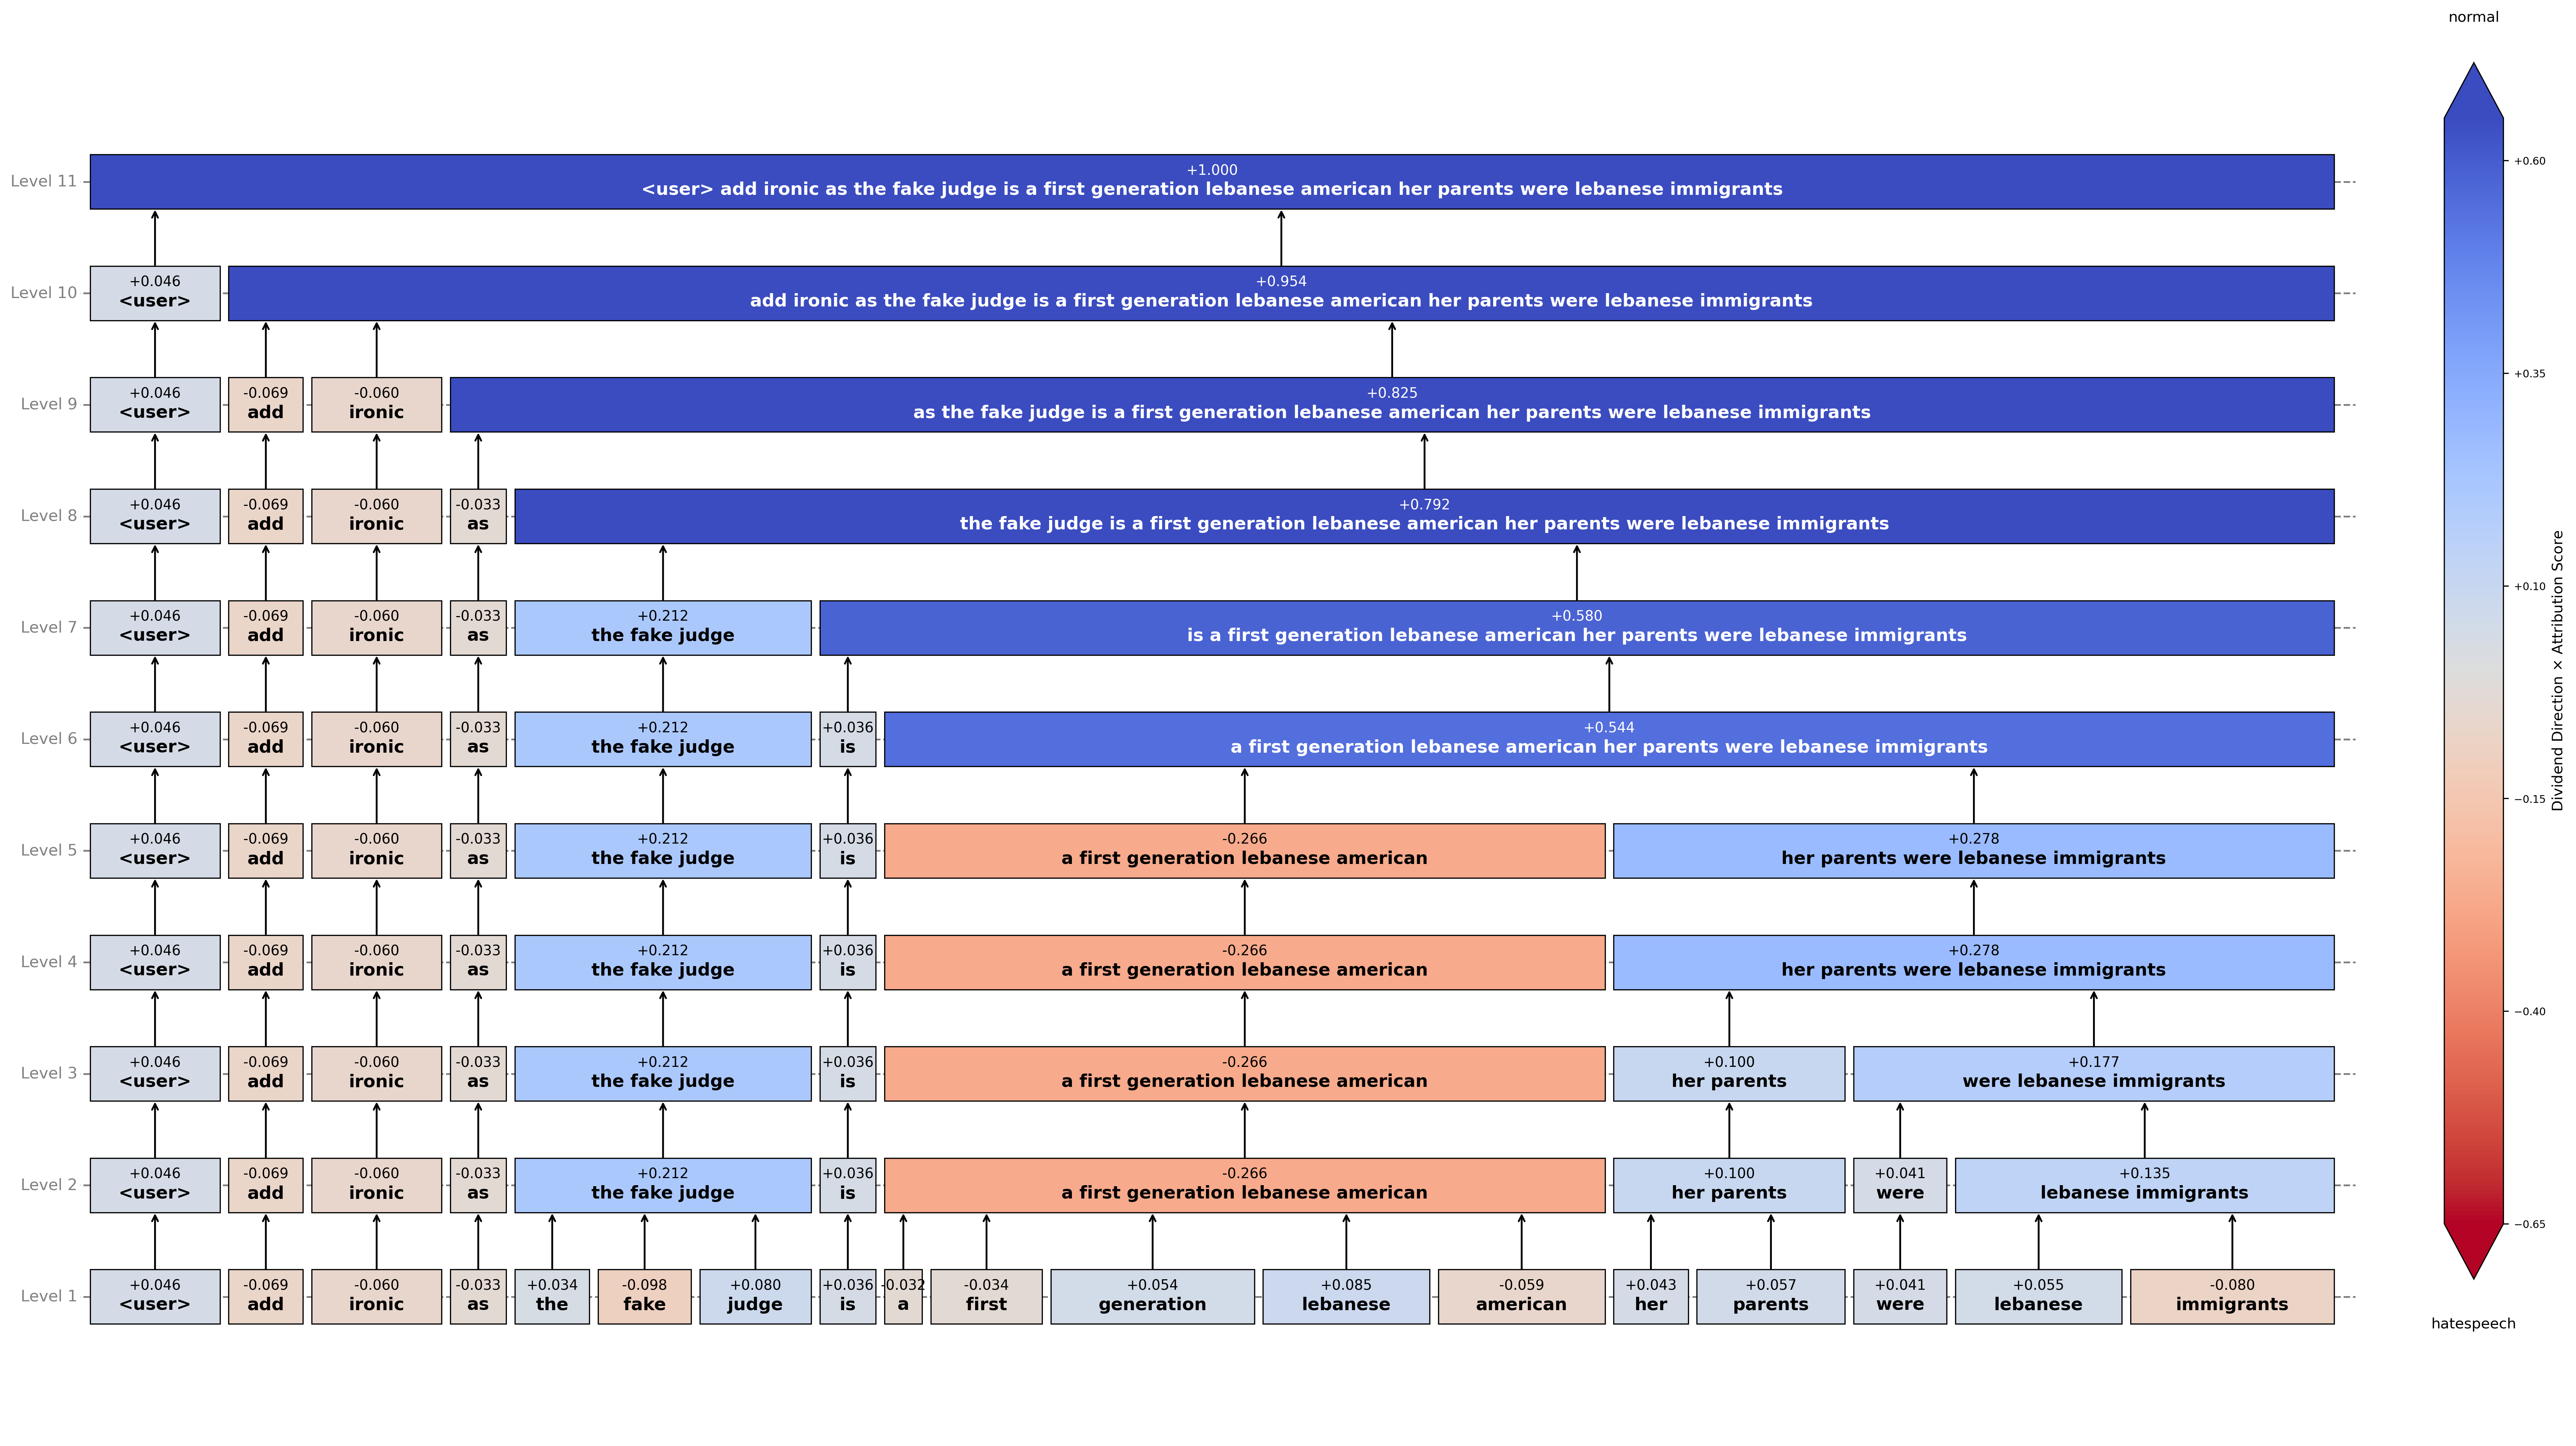 normal
Level 11
+1.000
<user> add ironic as the fake judge is a first generation lebanese american her parents were lebanese immigrants
Level 10
+0.046 +0.954
<user> add ironic as the fake judge is a first generation lebanese american her parents were lebanese immigrants
Level 9
+0.046 -0.069 -0.060 +0.825
<user> add ironic as the fake judge is a first generation lebanese american her parents were lebanese immigrants
Level 8
+0.046 -0.069 -0.060 -0.033 +0.792
<user> add ironic as the fake judge is a first generation lebanese american her parents were lebanese immigrants
Level 7
+0.046 -0.069 -0.060 -0.033 +0.212 +0.580
<user> add ironic as the fake judge is a first generation lebanese american her parents were lebanese immigrants
Level 6
+0.046 -0.069 -0.060 -0.033 +0.212 +0.036 +0.544
<user> add ironic as the fake judge is a first generation lebanese american her parents were lebanese immigrants
Level 5
+0.046 -0.069 -0.060 -0.033 +0.212 +0.036 -0.266 +0.278
<user> add ironic as the fake judge is a first generation lebanese american her parents were lebanese immigrants
Level 4
+0.046 -0.069 -0.060 -0.033 +0.212 +0.036 -0.266 +0.278
<user> add ironic as the fake judge is a first generation lebanese american her parents were lebanese immigrants
Level 3
+0.046 -0.069 -0.060 -0.033 +0.212 +0.036 -0.266 +0.100 +0.177
<user> add ironic as the fake judge is a first generation lebanese american her parents were lebanese immigrants
Level 2
+0.046 -0.069 -0.060 -0.033 +0.212 +0.036 -0.266 +0.100 +0.041 +0.135
<user> add ironic as the fake judge is a first generation lebanese american her parents were lebanese immigrants
Level 1
+0.046 -0.069 -0.060 -0.033 +0.034 -0.098 +0.080 +0.036 -0.032 -0.034 +0.054 +0.085 -0.059 +0.043 +0.057 +0.041 +0.055 -0.080
<user> add ironic as the fake judge is a first generation lebanese american her parents were lebanese immigrants
+0.60
+0.35
+0.10
−0.15
−0.40
−0.65
Dividend Direction × Attribution Score
hatespeech